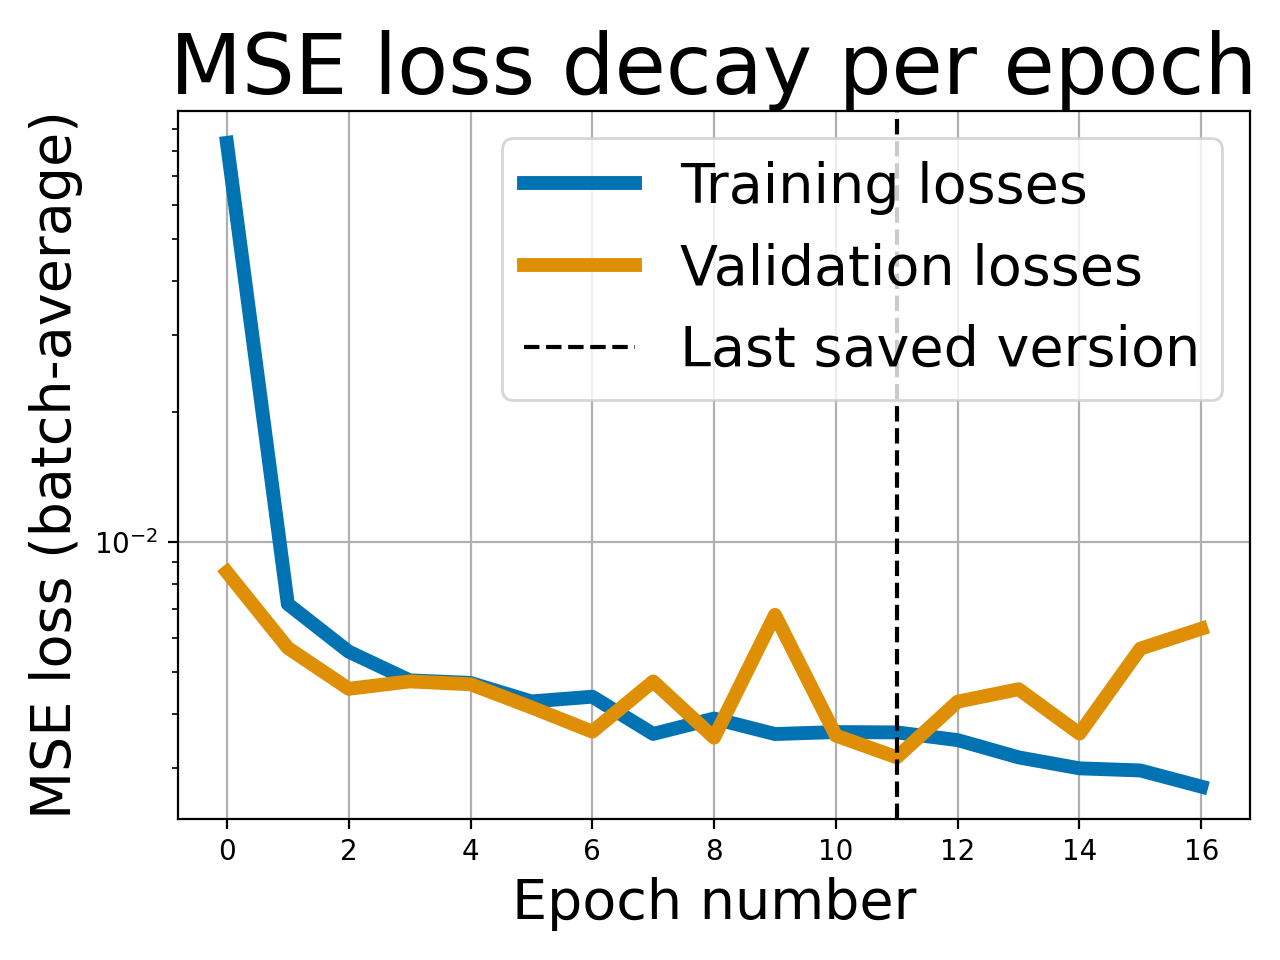 MSE loss decay per epoch
MSE loss (batch-average)
10⁻²
Training losses
Validation losses
Last saved version
0 2 4 6 8 10 12 14 16
Epoch number